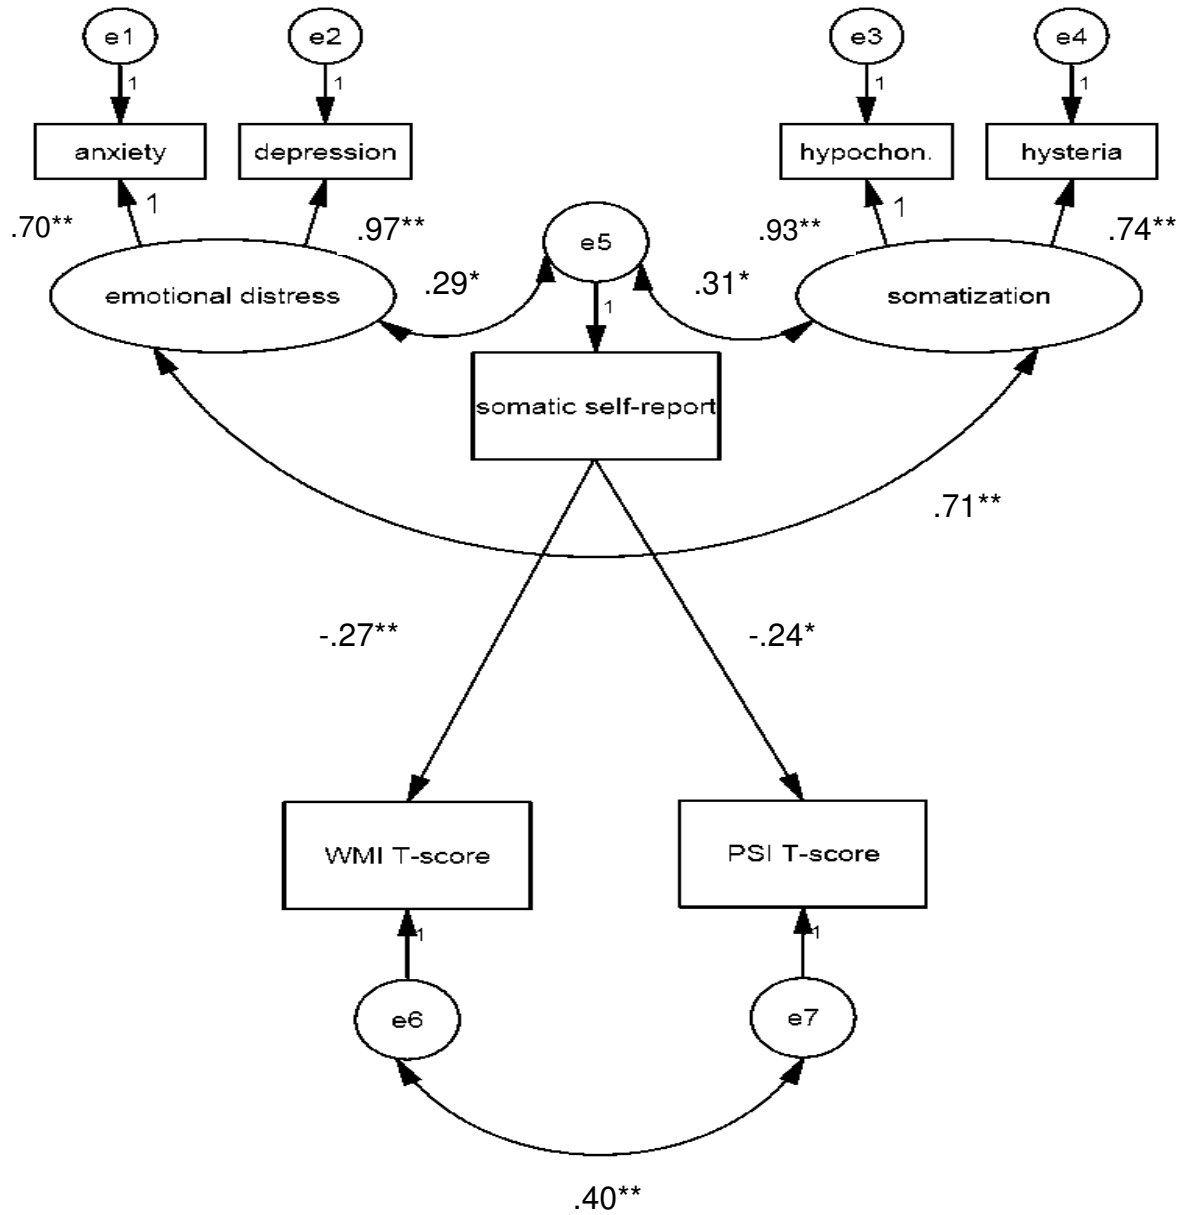 e1
e2
e3
e4
1
1
1
1
anxiety
depression
hypochon.
hysteria
.70**
1
.97**
.93**
1
.74**
e5
.29*
.31*
emotional distress
somatization
1
somatic self-report
.71**
-.27**
-.24*
WMI T-score
PSI T-score
1
1
e6
e7
.40**